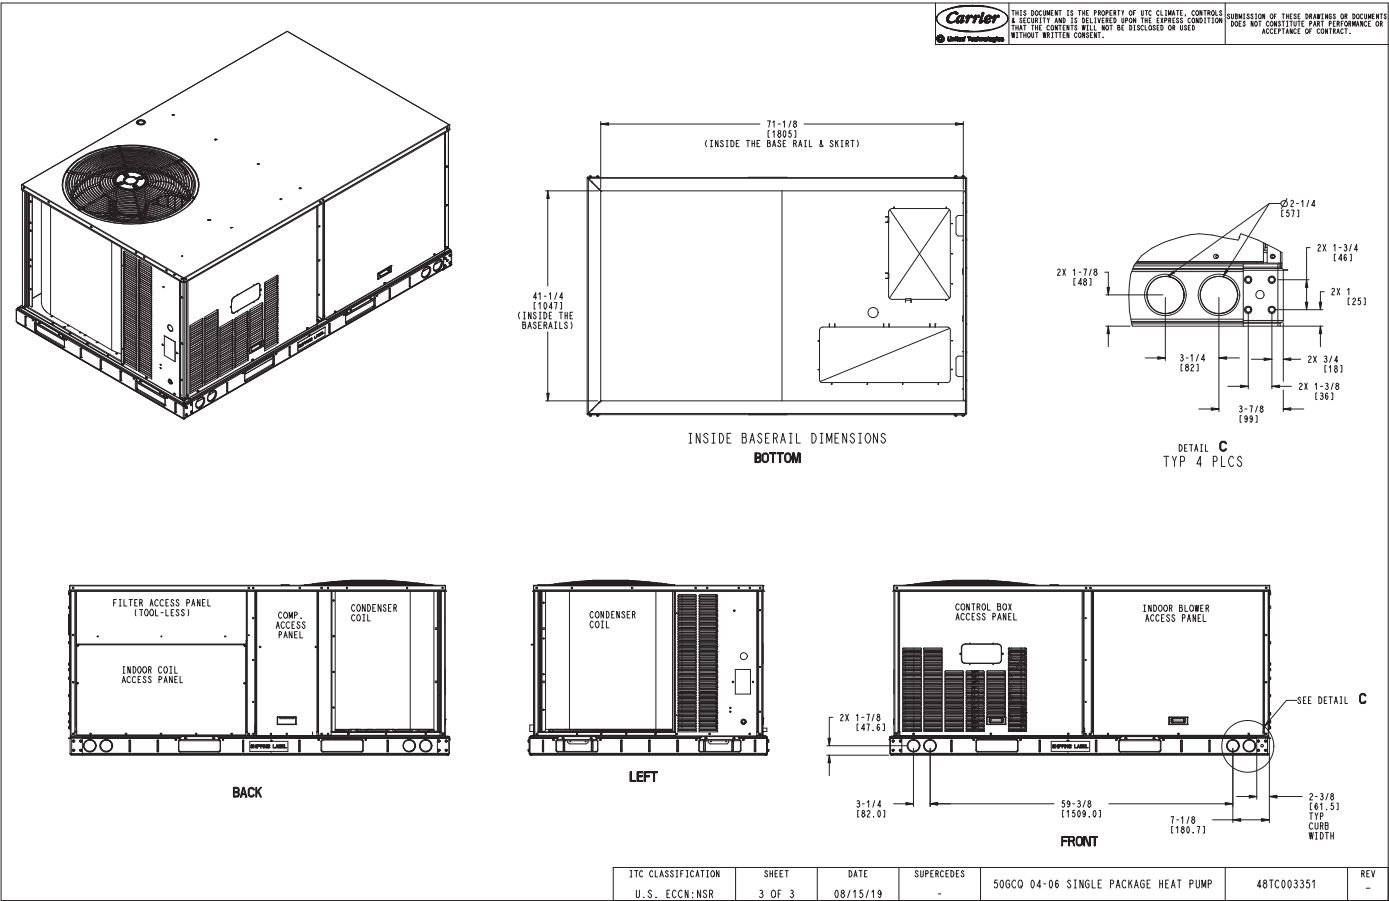 Carrier
United Technologies
THIS DOCUMENT IS THE PROPERTY OF UTC CLIMATE, CONTROLS
& SECURITY AND IS DELIVERED UPON THE EXPRESS CONDITION
THAT THE CONTENTS WILL NOT BE DISCLOSED OR USED
WITHOUT WRITTEN CONSENT.
SUBMISSION OF THESE DRAWINGS OR DOCUMENTS
DOES NOT CONSTITUTE PART PERFORMANCE OR
ACCEPTANCE OF CONTRACT.
SHIPPING LABEL
71-1/8
[1805]
(INSIDE THE BASE RAIL & SKIRT)
41-1/4
[1047]
(INSIDE THE
BASERAILS)
INSIDE BASERAIL DIMENSIONS
BOTTOM
Ø2-1/4
[57]
2X 1-3/4
[46]
2X 1-7/8
[48]
2X 1
[25]
3-1/4
[82]
2X 3/4
[18]
2X 1-3/8
[36]
3-7/8
[99]
DETAIL C
TYP 4 PLCS
FILTER ACCESS PANEL
(TOOL-LESS)
INDOOR COIL
ACCESS PANEL
COMP.
ACCESS
PANEL
CONDENSER
COIL
SHIPPING LABEL
BACK
CONDENSER
COIL
LEFT
CONTROL BOX
ACCESS PANEL
INDOOR BLOWER
ACCESS PANEL
SEE DETAIL C
2X 1-7/8
[47.6]
SHIPPING LABEL
3-1/4
[82.0]
59-3/8
[1509.0]
7-1/8
[180.7]
2-3/8
[61.5]
TYP
CURB
WIDTH
FRONT
ITC CLASSIFICATION
U.S. ECCN:NSR
SHEET
3 OF 3
DATE
08/15/19
SUPERCEDES
-
50GCQ 04-06 SINGLE PACKAGE HEAT PUMP
48TC003351
REV
-